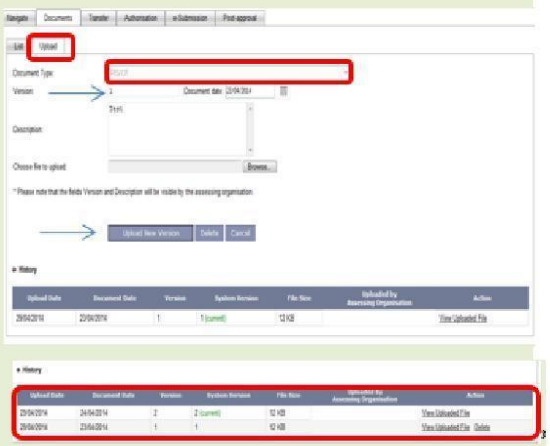 Navigate Documents Transfer Authorisation e-Submission Post-approval
List Upload
Document Type:
Version: 1 Document date: 23/04/2014
Test
Description:
Choose file to upload: Browse...
* Please note that the fields Version and Description will be visible by the assessing organisation
Upload New Version Delete Cancel
History
Upload Date Document Date Version System Version File Size Uploaded by Assessing Organisation Action
29/04/2014 23/04/2014 1 1 (current) 12 KB View Uploaded File
History
Upload Date Document Date Version System Version File Size Uploaded by Assessing Organisation Action
29/04/2014 24/04/2014 2 2 (current) 12 KB View Uploaded File
29/04/2014 23/04/2014 1 1 12 KB View Uploaded File Delete